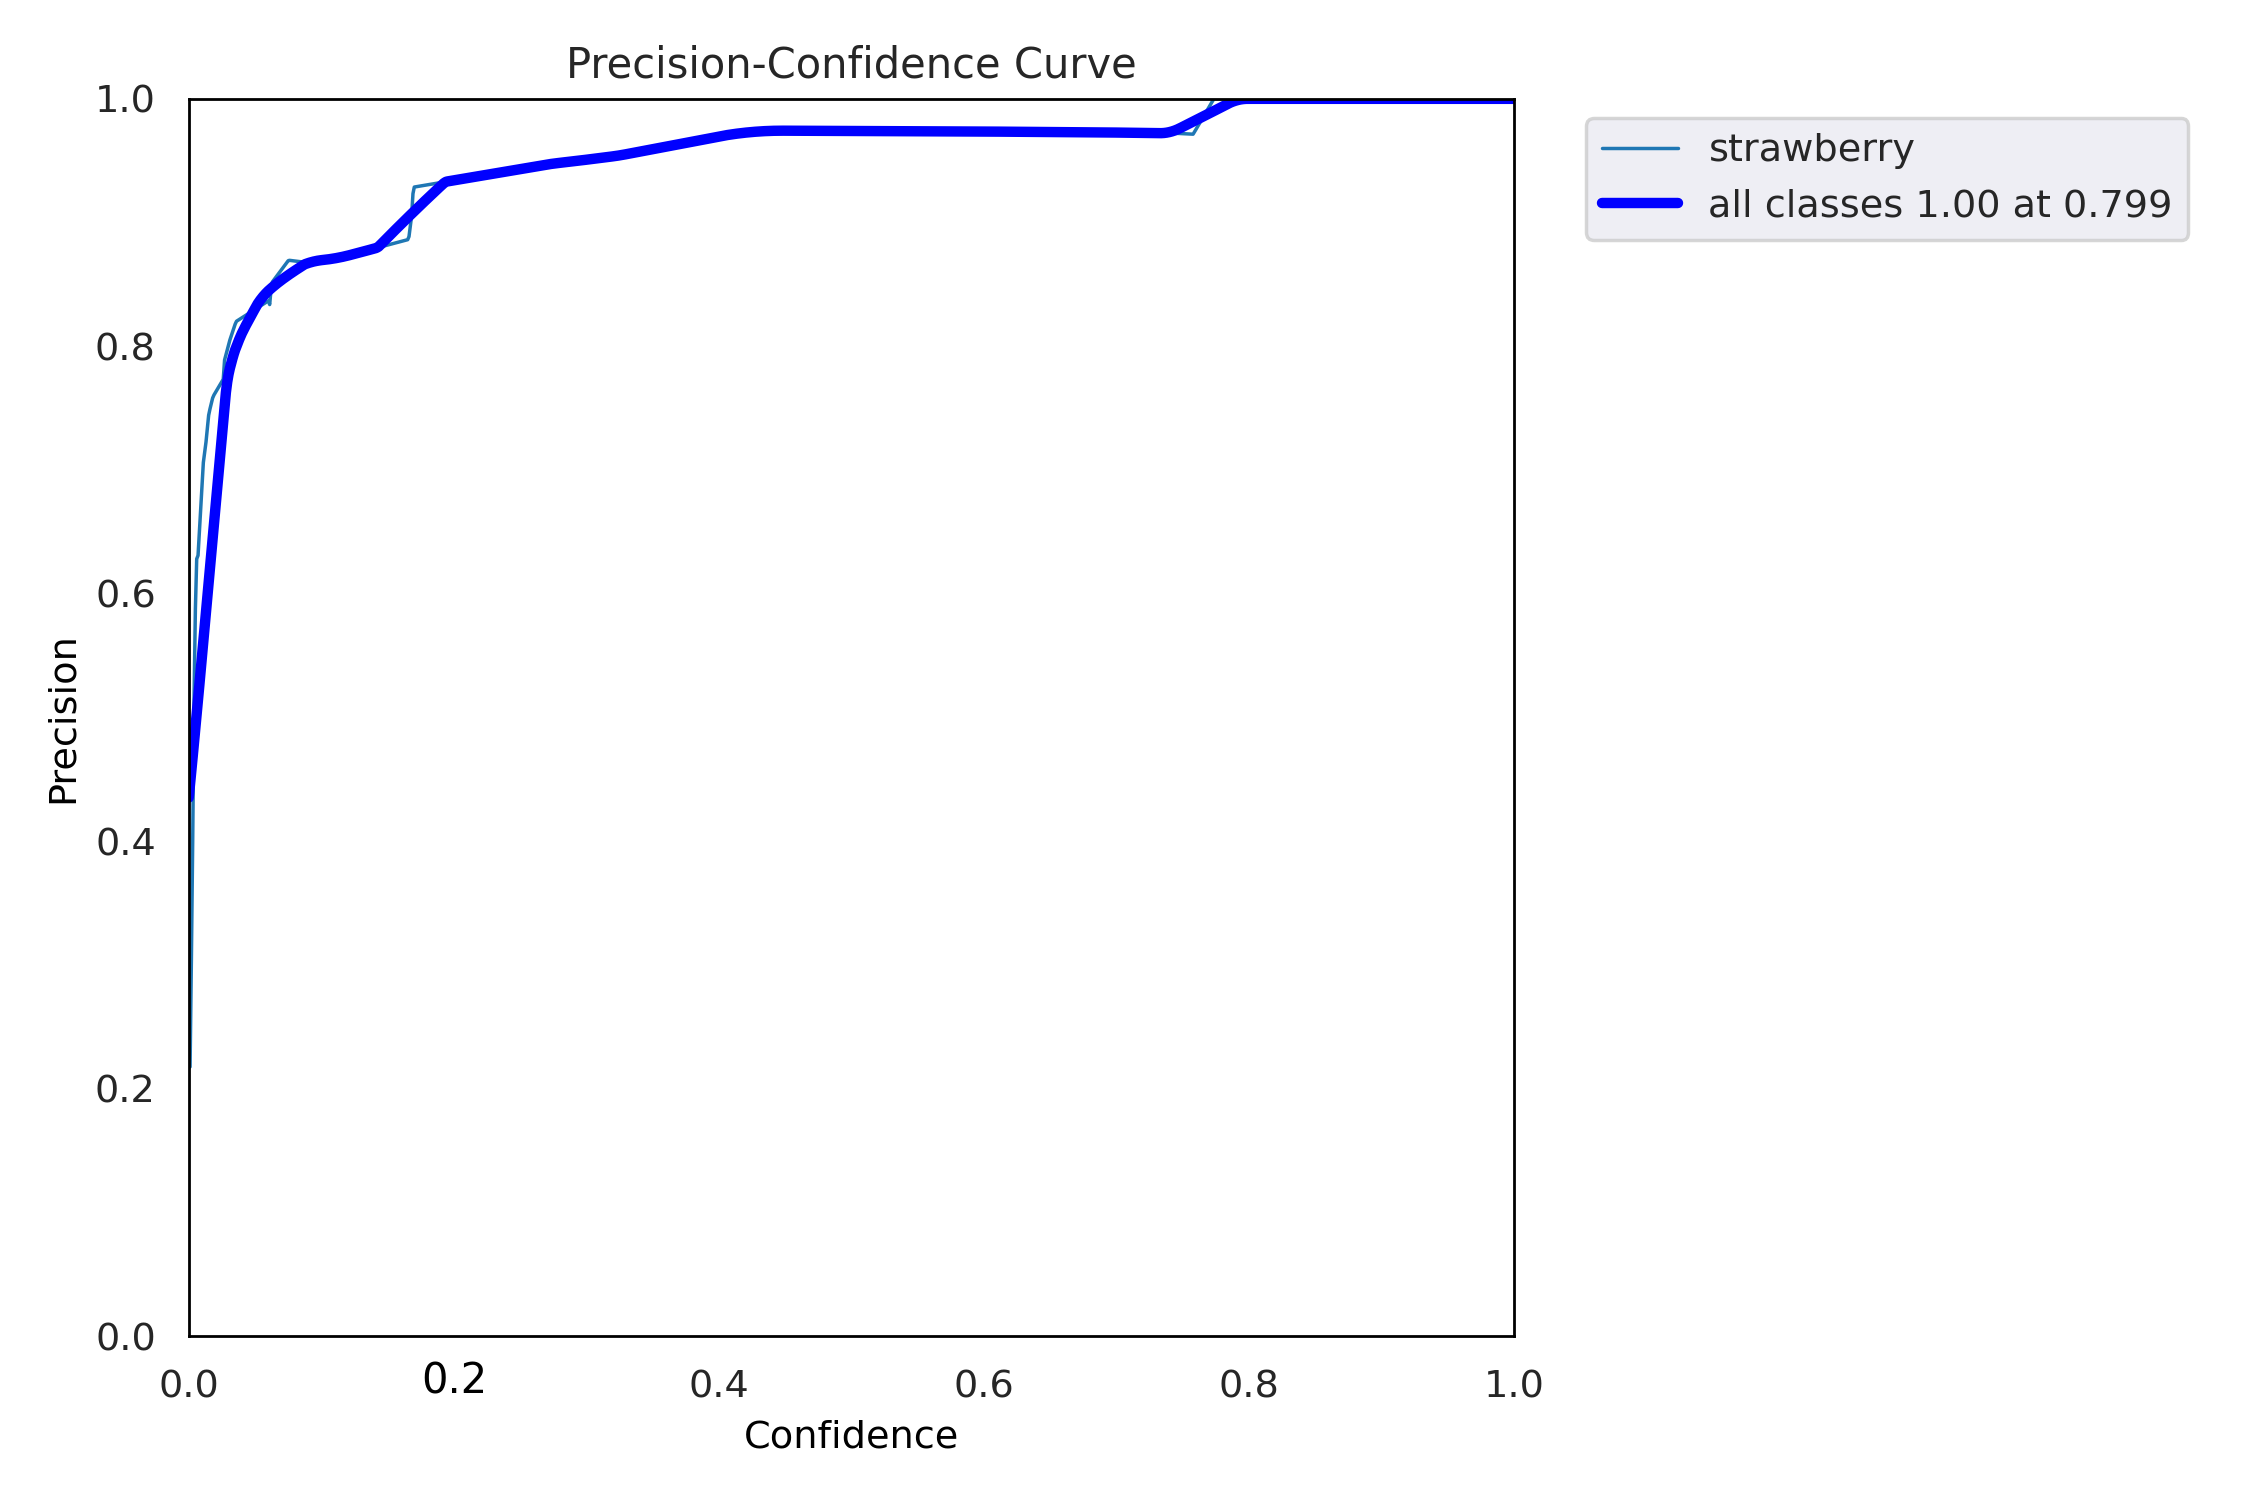 Precision-Confidence Curve
1.0
0.8
0.6
0.4
0.2
0.0
Precision
0.0 0.2 0.4 0.6 0.8 1.0
Confidence
strawberry
all classes 1.00 at 0.799